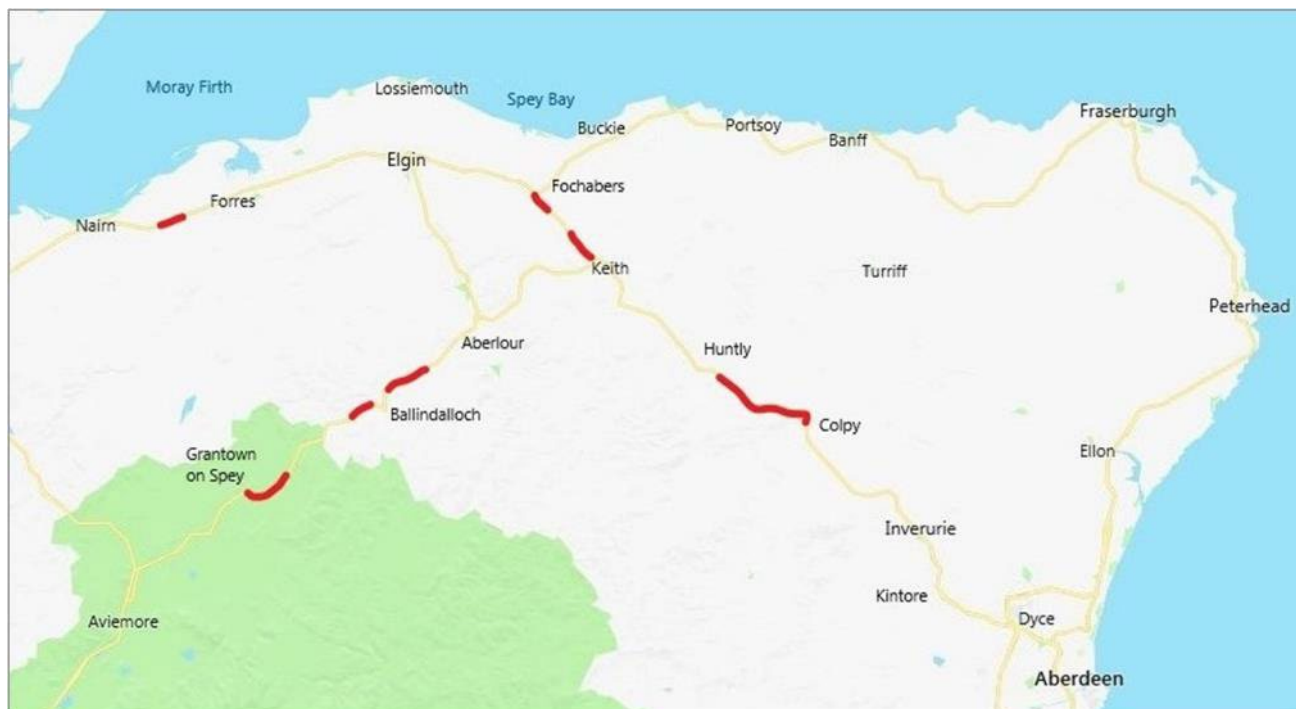 Moray Firth
Lossiemouth
Spey Bay
Buckie
Portsoy
Banff
Fraserburgh
Elgin
Fochabers
Forres
Nairn
Keith
Turriff
Peterhead
Aberlour
Huntly
Ballindalloch
Colpy
Grantown
on Spey
Ellon
Inverurie
Kintore
Aviemore
Dyce
Aberdeen